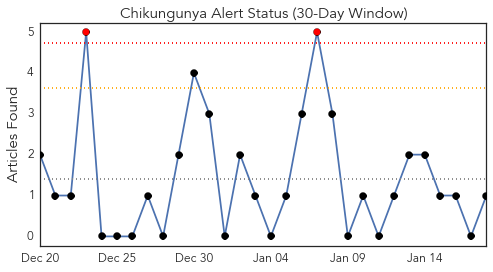 Chikungunya Alert Status (30-Day Window)
Articles Found
5
4
3
2
1
0
Dec 20 Dec 25 Dec 30 Jan 04 Jan 09 Jan 14